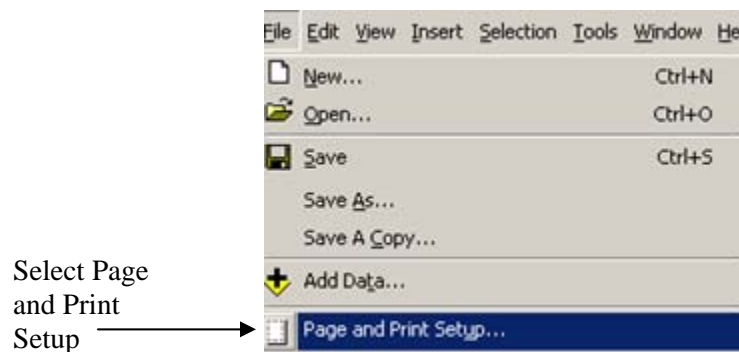 File Edit View Insert Selection Tools Window He
New... Ctrl+N
Open... Ctrl+O
Save Ctrl+S
Save As...
Save A Copy...
Add Data...
Page and Print Setup...
Select Page
and Print
Setup